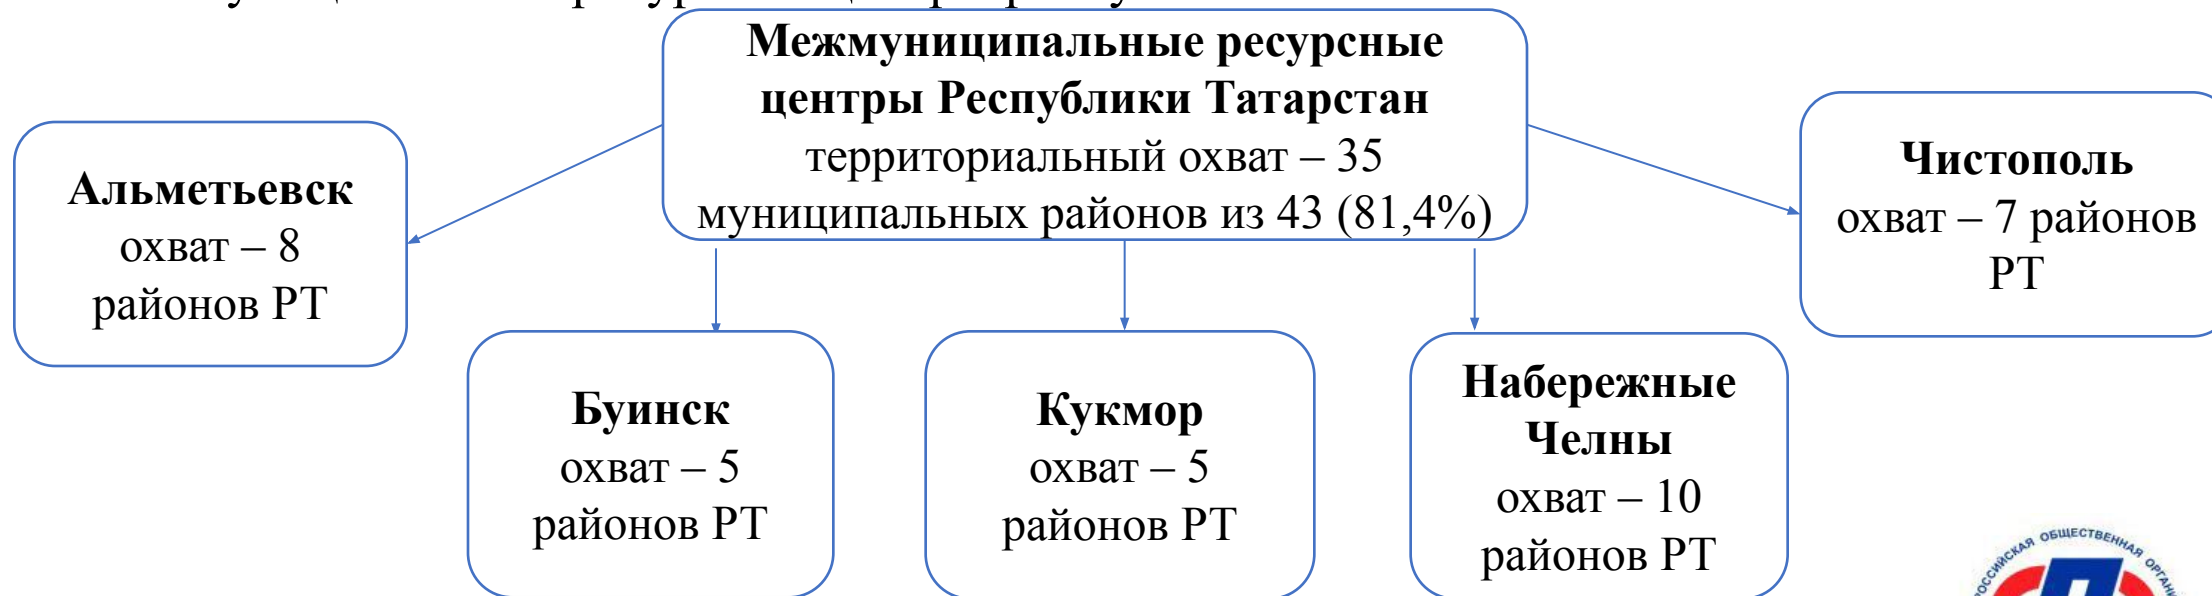 Межмуниципальные ресурсные
центры Республики Татарстан
территориальный охват – 35
муниципальных районов из 43 (81,4%)
Альметьевск
охват – 8
районов РТ
Чистополь
охват – 7 районов
РТ
Буинск
охват – 5
районов РТ
Кукмор
охват – 5
районов РТ
Набережные
Челны
охват – 10
районов РТ
ОБЩЕСТВЕННАЯ